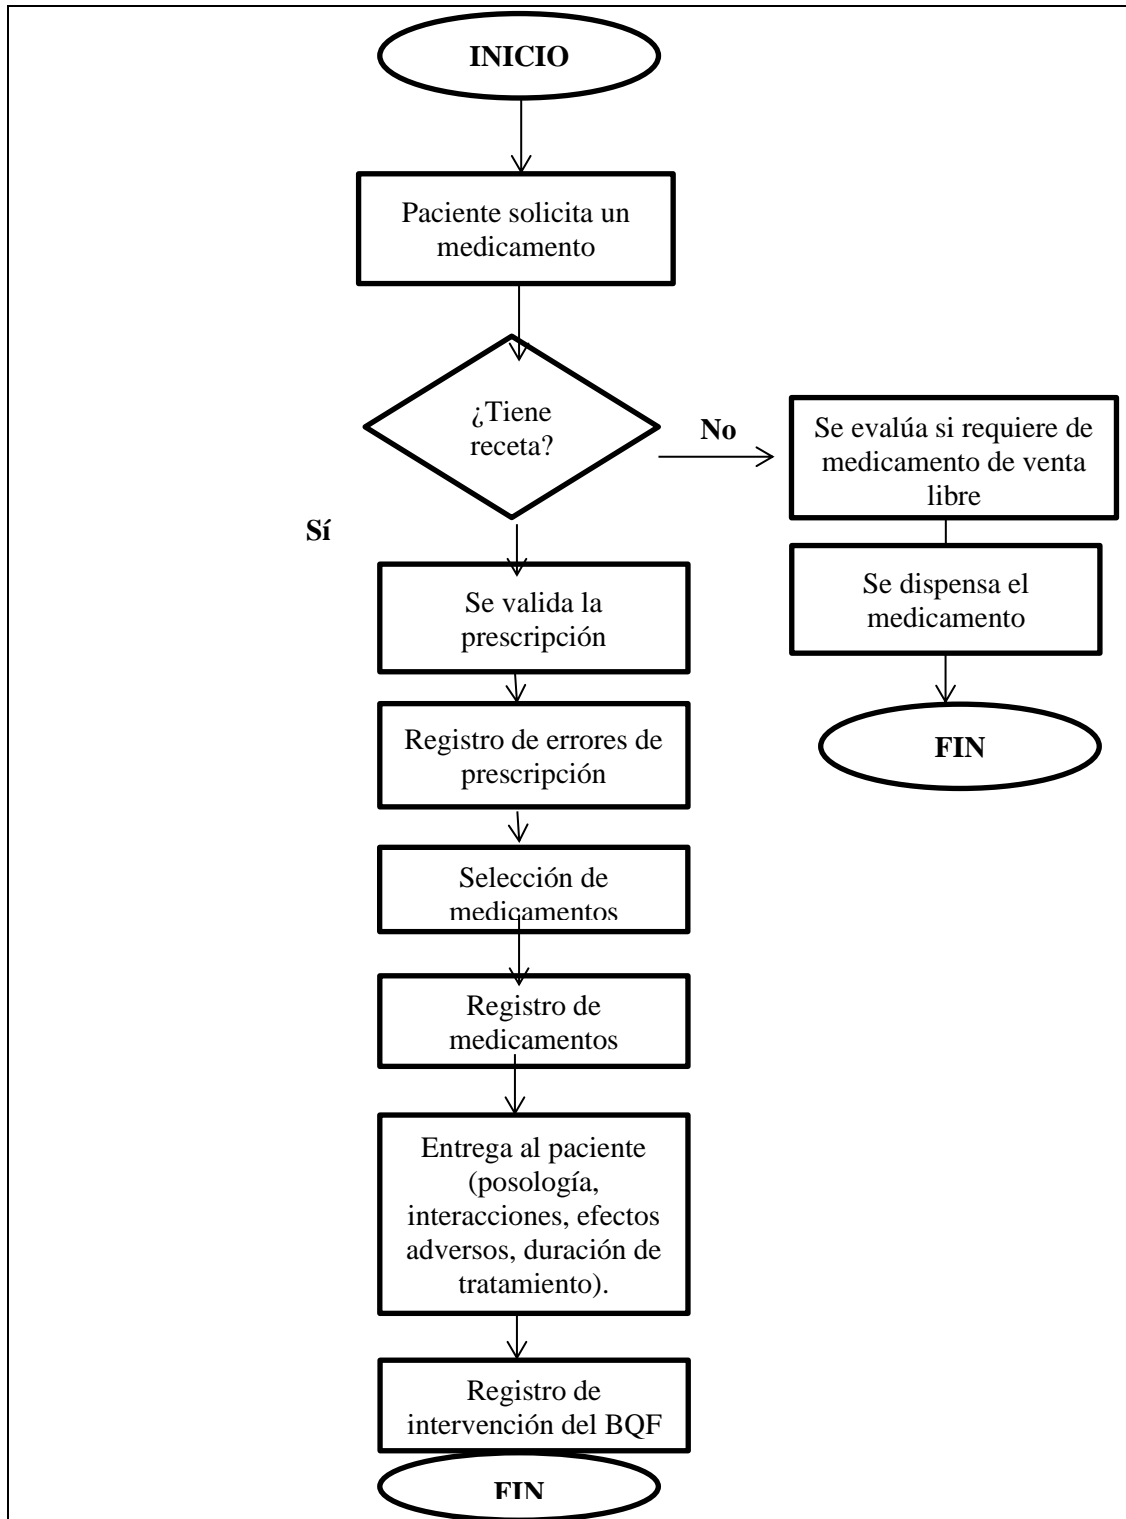 INICIO
Paciente solicita un
medicamento
¿Tiene
receta?
No
Se evalúa si requiere de
medicamento de venta
libre
Se dispensa el
medicamento
FIN
Sí
Se valida la
prescripción
Registro de errores de
prescripción
Selección de
medicamentos
Registro de
medicamentos
Entrega al paciente
(posología,
interacciones, efectos
adversos, duración de
tratamiento).
Registro de
intervención del BQF
FIN